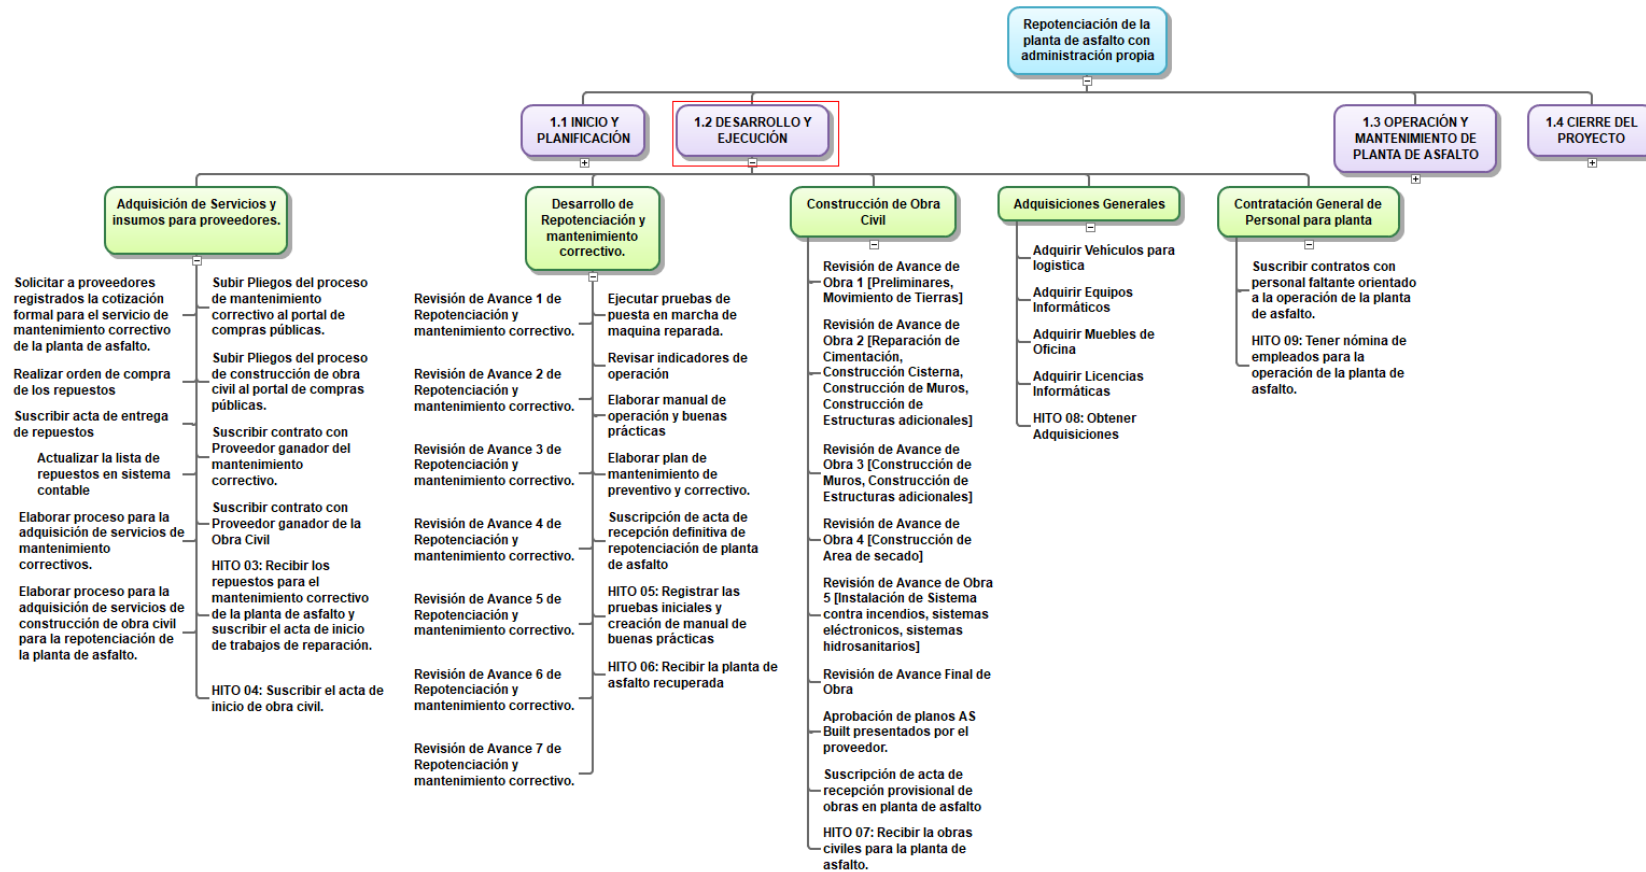 Repotenciación de la
planta de asfalto con
administración propia
1.1 INICIO Y
PLANIFICACIÓN
1.2 DESARROLLO Y
EJECUCIÓN
1.3 OPERACIÓN Y
MANTENIMIENTO DE
PLANTA DE ASFALTO
1.4 CIERRE DEL
PROYECTO
Adquisición de Servicios y
insumos para proveedores.
Solicitar a proveedores
registrados la cotización
formal para el servicio de
mantenimiento correctivo
de la planta de asfalto.
Realizar orden de compra
de los repuestos
Suscribir acta de entrega
de repuestos
Actualizar la lista de
repuestos en sistema
contable
Elaborar proceso para la
adquisición de servicios de
mantenimiento
correctivos.
Elaborar proceso para la
adquisición de servicios de
construcción de obra civil
para la repotenciación de
la planta de asfalto.
Subir Pliegos del proceso
de mantenimiento
correctivo al portal de
compras públicas.
Subir Pliegos del proceso
de construcción de obra
civil al portal de compras
públicas.
Suscribir contrato con
Proveedor ganador del
mantenimiento
correctivo.
Suscribir contrato con
Proveedor ganador de la
Obra Civil
HITO 03: Recibir los
repuestos para el
mantenimiento correctivo
de la planta de asfalto y
suscribir el acta de inicio
de trabajos de reparación.
HITO 04: Suscribir el acta de
inicio de obra civil.
Desarrollo de
Repotenciación y
mantenimiento
correctivo.
Revisión de Avance 1 de
Repotenciación y
mantenimiento correctivo.
Revisión de Avance 2 de
Repotenciación y
mantenimiento correctivo.
Revisión de Avance 3 de
Repotenciación y
mantenimiento correctivo.
Revisión de Avance 4 de
Repotenciación y
mantenimiento correctivo.
Revisión de Avance 5 de
Repotenciación y
mantenimiento correctivo.
Revisión de Avance 6 de
Repotenciación y
mantenimiento correctivo.
Revisión de Avance 7 de
Repotenciación y
mantenimiento correctivo.
Ejecutar pruebas de
puesta en marcha de
maquina reparada.
Revisar indicadores de
operación
Elaborar manual de
operación y buenas
prácticas
Elaborar plan de
mantenimiento de
preventivo y correctivo.
Suscripción de acta de
recepción definitiva de
repotenciación de planta
de asfalto
HITO 05: Registrar las
pruebas iniciales y
creación de manual de
buenas prácticas
HITO 06: Recibir la planta de
asfalto recuperada
Construcción de Obra
Civil
Revisión de Avance de
Obra 1 [Preliminares,
Movimiento de Tierras]
Revisión de Avance de
Obra 2 [Reparación de
Cimentación,
Construcción Cisterna,
Construcción de Muros,
Construcción de
Estructuras adicionales]
Revisión de Avance de
Obra 3 [Construcción de
Muros, Construcción de
Estructuras adicionales]
Revisión de Avance de
Obra 4 [Construcción de
Area de secado]
Revisión de Avance de Obra
5 [Instalación de Sistema
contra incendios, sistemas
eléctronicos, sistemas
hidrosanitarios]
Revisión de Avance Final de
Obra
Aprobación de planos AS
Built presentados por el
proveedor.
Suscripción de acta de
recepción provisional de
obras en planta de asfalto
HITO 07: Recibir la obras
civiles para la planta de
asfalto.
Adquisiciones Generales
Adquirir Vehículos para
logistica
Adquirir Equipos
Informáticos
Adquirir Muebles de
Oficina
Adquirir Licencias
Informáticas
HITO 08: Obtener
Adquisiciones
Contratación General de
Personal para planta
Suscribir contratos con
personal faltante orientado
a la operación de la planta
de asfalto.
HITO 09: Tener nómina de
empleados para la
operación de la planta de
asfalto.